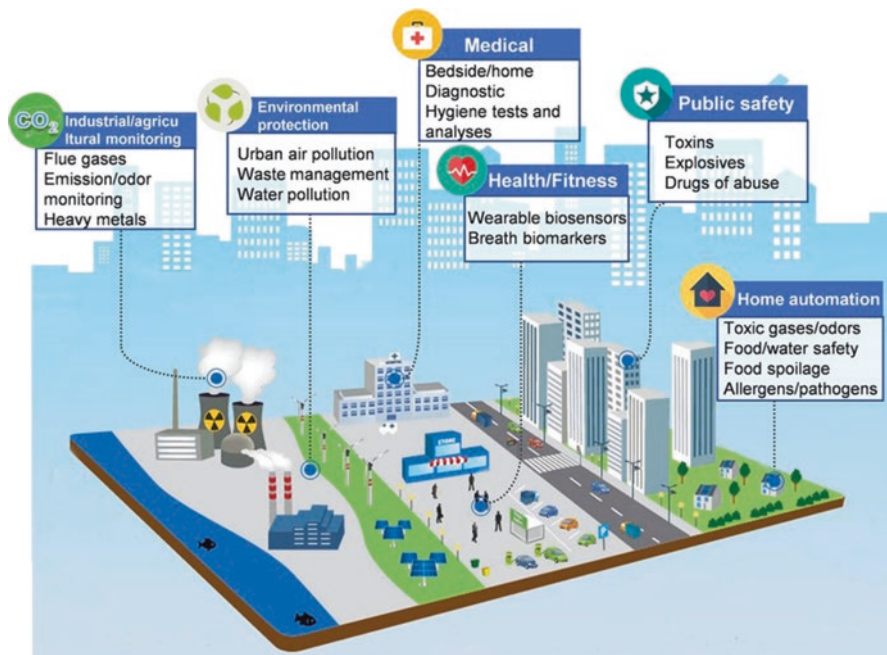 Medical
Bedside/home
Diagnostic
Hygiene tests and
analyses
CO₂
Industrial/agricu
ltural monitoring
Flue gases
Emission/odor
monitoring
Heavy metals
Environmental
protection
Urban air pollution
Waste management
Water pollution
Health/Fitness
Wearable biosensors
Breath biomarkers
Public safety
Toxins
Explosives
Drugs of abuse
Home automation
Toxic gases/odors
Food/water safety
Food spoilage
Allergens/pathogens
STORE
P